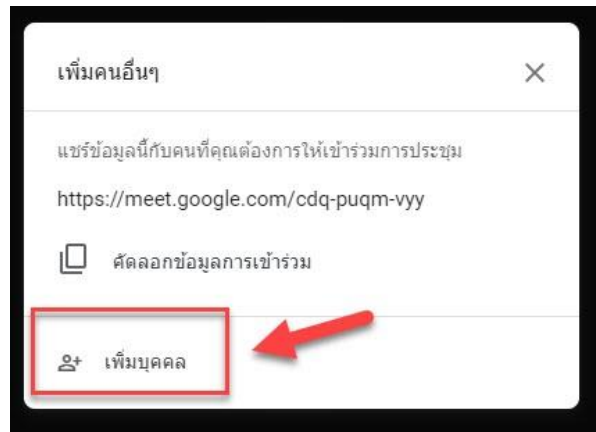 เพิ่มคนอื่นๆ
แชร์ข้อมูลนี้กับคนที่คุณต้องการให้เข้าร่วมการประชุม
https://meet.google.com/cdq-puqm-vyy
คัดลอกข้อมูลการเข้าร่วม
เพิ่มบุคคล